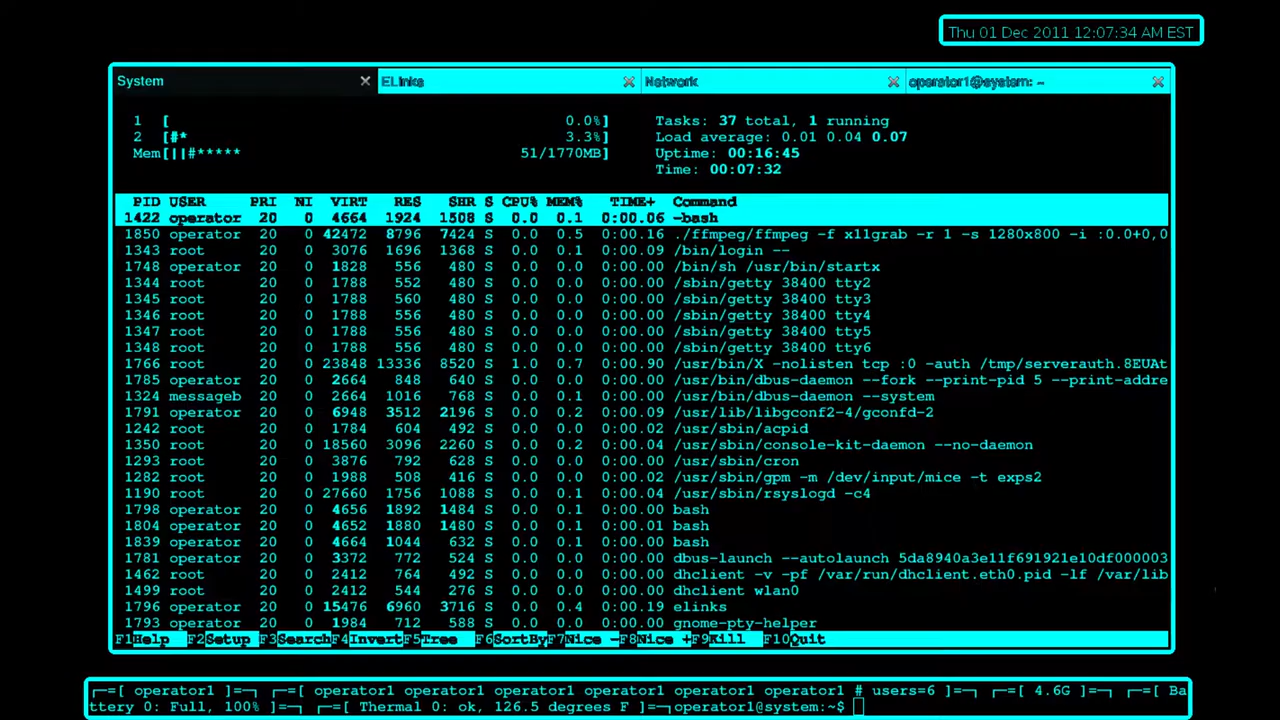 Thu 01 Dec 2011 12:07:34 AM EST
System ELinks Network operator1@system: ~
1 [ 0.0%] Tasks: 37 total, 1 running
2 [#* 3.3%] Load average: 0.01 0.04 0.07
Mem[||#***** 51/1770MB] Uptime: 00:16:45
Time: 00:07:32
PID USER PRI NI VIRT RES SHR S CPU% MEM% TIME+ Command
1422 operator 20 0 4664 1924 1508 S 0.0 0.1 0:00.06 -bash
1850 operator 20 0 42472 8796 7424 S 0.0 0.5 0:00.16 ./ffmpeg/ffmpeg -f x11grab -r 1 -s 1280x800 -i :0.0+0,0
1343 root 20 0 3076 1696 1368 S 0.0 0.1 0:00.09 /bin/login --
1748 operator 20 0 1828 556 480 S 0.0 0.0 0:00.00 /bin/sh /usr/bin/startx
1344 root 20 0 1788 552 480 S 0.0 0.0 0:00.00 /sbin/getty 38400 tty2
1345 root 20 0 1788 560 480 S 0.0 0.0 0:00.00 /sbin/getty 38400 tty3
1346 root 20 0 1788 556 480 S 0.0 0.0 0:00.00 /sbin/getty 38400 tty4
1347 root 20 0 1788 556 480 S 0.0 0.0 0:00.00 /sbin/getty 38400 tty5
1348 root 20 0 1788 556 480 S 0.0 0.0 0:00.00 /sbin/getty 38400 tty6
1766 root 20 0 23848 13336 8520 S 1.0 0.7 0:00.90 /usr/bin/X -nolisten tcp :0 -auth /tmp/serverauth.8EUAt
1785 operator 20 0 2664 848 640 S 0.0 0.0 0:00.00 /usr/bin/dbus-daemon --fork --print-pid 5 --print-addre
1324 messageb 20 0 2664 1016 768 S 0.0 0.1 0:00.00 /usr/bin/dbus-daemon --system
1791 operator 20 0 6948 3512 2196 S 0.0 0.2 0:00.09 /usr/lib/libgconf2-4/gconfd-2
1242 root 20 0 1784 604 492 S 0.0 0.0 0:00.02 /usr/sbin/acpid
1350 root 20 0 18560 3096 2260 S 0.0 0.2 0:00.04 /usr/sbin/console-kit-daemon --no-daemon
1293 root 20 0 3876 792 628 S 0.0 0.0 0:00.00 /usr/sbin/cron
1282 root 20 0 1988 508 416 S 0.0 0.0 0:00.02 /usr/sbin/gpm -m /dev/input/mice -t exps2
1190 root 20 0 27660 1756 1088 S 0.0 0.1 0:00.04 /usr/sbin/rsyslogd -c4
1798 operator 20 0 4656 1892 1484 S 0.0 0.1 0:00.00 bash
1804 operator 20 0 4652 1880 1480 S 0.0 0.1 0:00.01 bash
1839 operator 20 0 4664 1044 632 S 0.0 0.1 0:00.00 bash
1781 operator 20 0 3372 772 524 S 0.0 0.0 0:00.00 dbus-launch --autolaunch 5da8940a3e11f691921e10df000003
1462 root 20 0 2412 764 492 S 0.0 0.0 0:00.00 dhclient -v -pf /var/run/dhclient.eth0.pid -lf /var/lib
1499 root 20 0 2412 544 276 S 0.0 0.0 0:00.00 dhclient wlan0
1796 operator 20 0 15476 6960 3716 S 0.0 0.4 0:00.19 elinks
1793 operator 20 0 1984 712 588 S 0.0 0.0 0:00.00 gnome-pty-helper
F1Help F2Setup F3SearchF4InvertF5Tree F6SortByF7Nice -F8Nice +F9Kill F10Quit
┌─=[ operator1 ]=─┐ ┌─=[ operator1 operator1 operator1 operator1 operator1 operator1 # users=6 ]=─┐ ┌─=[ 4.6G ]=─┐ ┌─=[ Ba
ttery 0: Full, 100% ]=─┐ ┌─=[ Thermal 0: ok, 126.5 degrees F ]=─┐operator1@system:~$